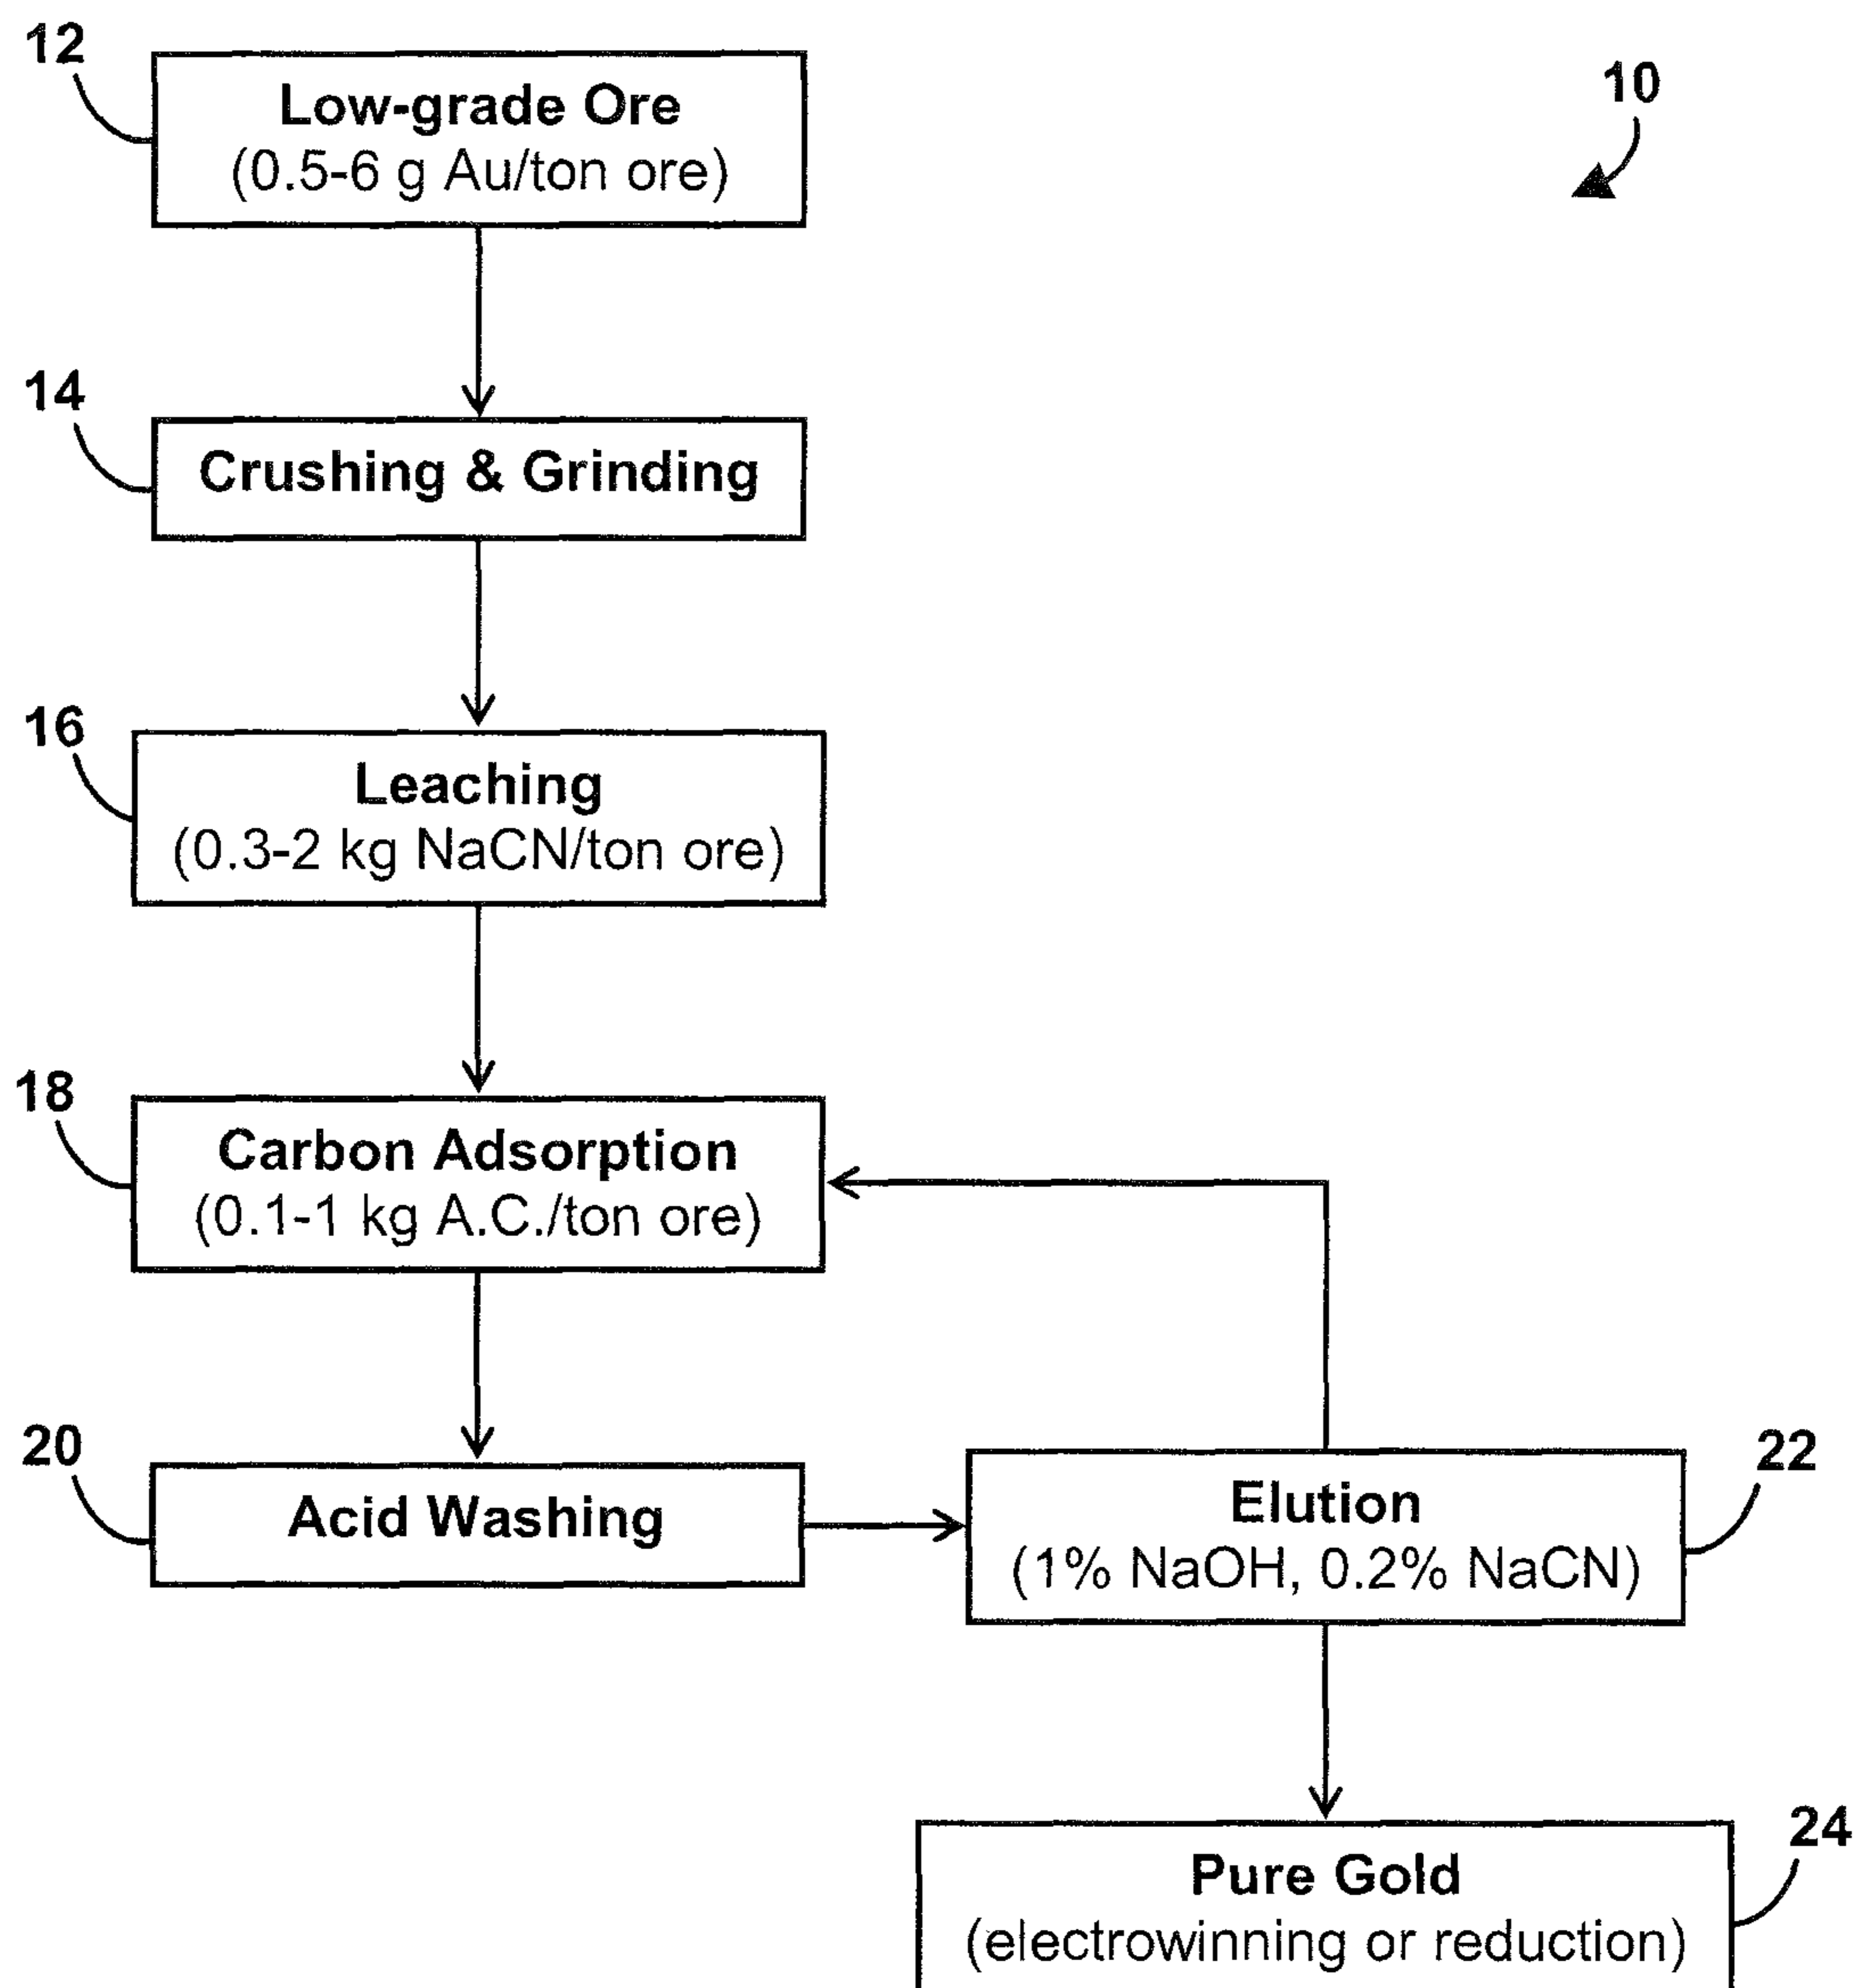 12
Low-grade Ore
(0.5-6 g Au/ton ore)
10
14
Crushing & Grinding
16
Leaching
(0.3-2 kg NaCN/ton ore)
18
Carbon Adsorption
(0.1-1 kg A.C./ton ore)
20
Acid Washing
22
Elution
(1% NaOH, 0.2% NaCN)
24
Pure Gold
(electrowinning or reduction)